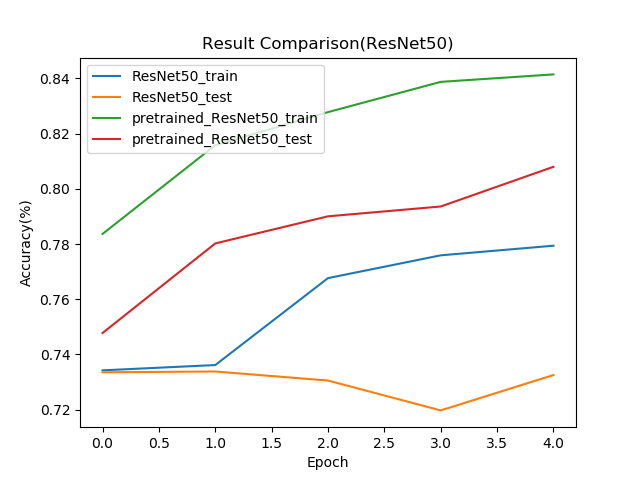 Result Comparison(ResNet50)
ResNet50_train
ResNet50_test
pretrained_ResNet50_train
pretrained_ResNet50_test
Accuracy(%)
0.84
0.82
0.80
0.78
0.76
0.74
0.72
0.0 0.5 1.0 1.5 2.0 2.5 3.0 3.5 4.0
Epoch